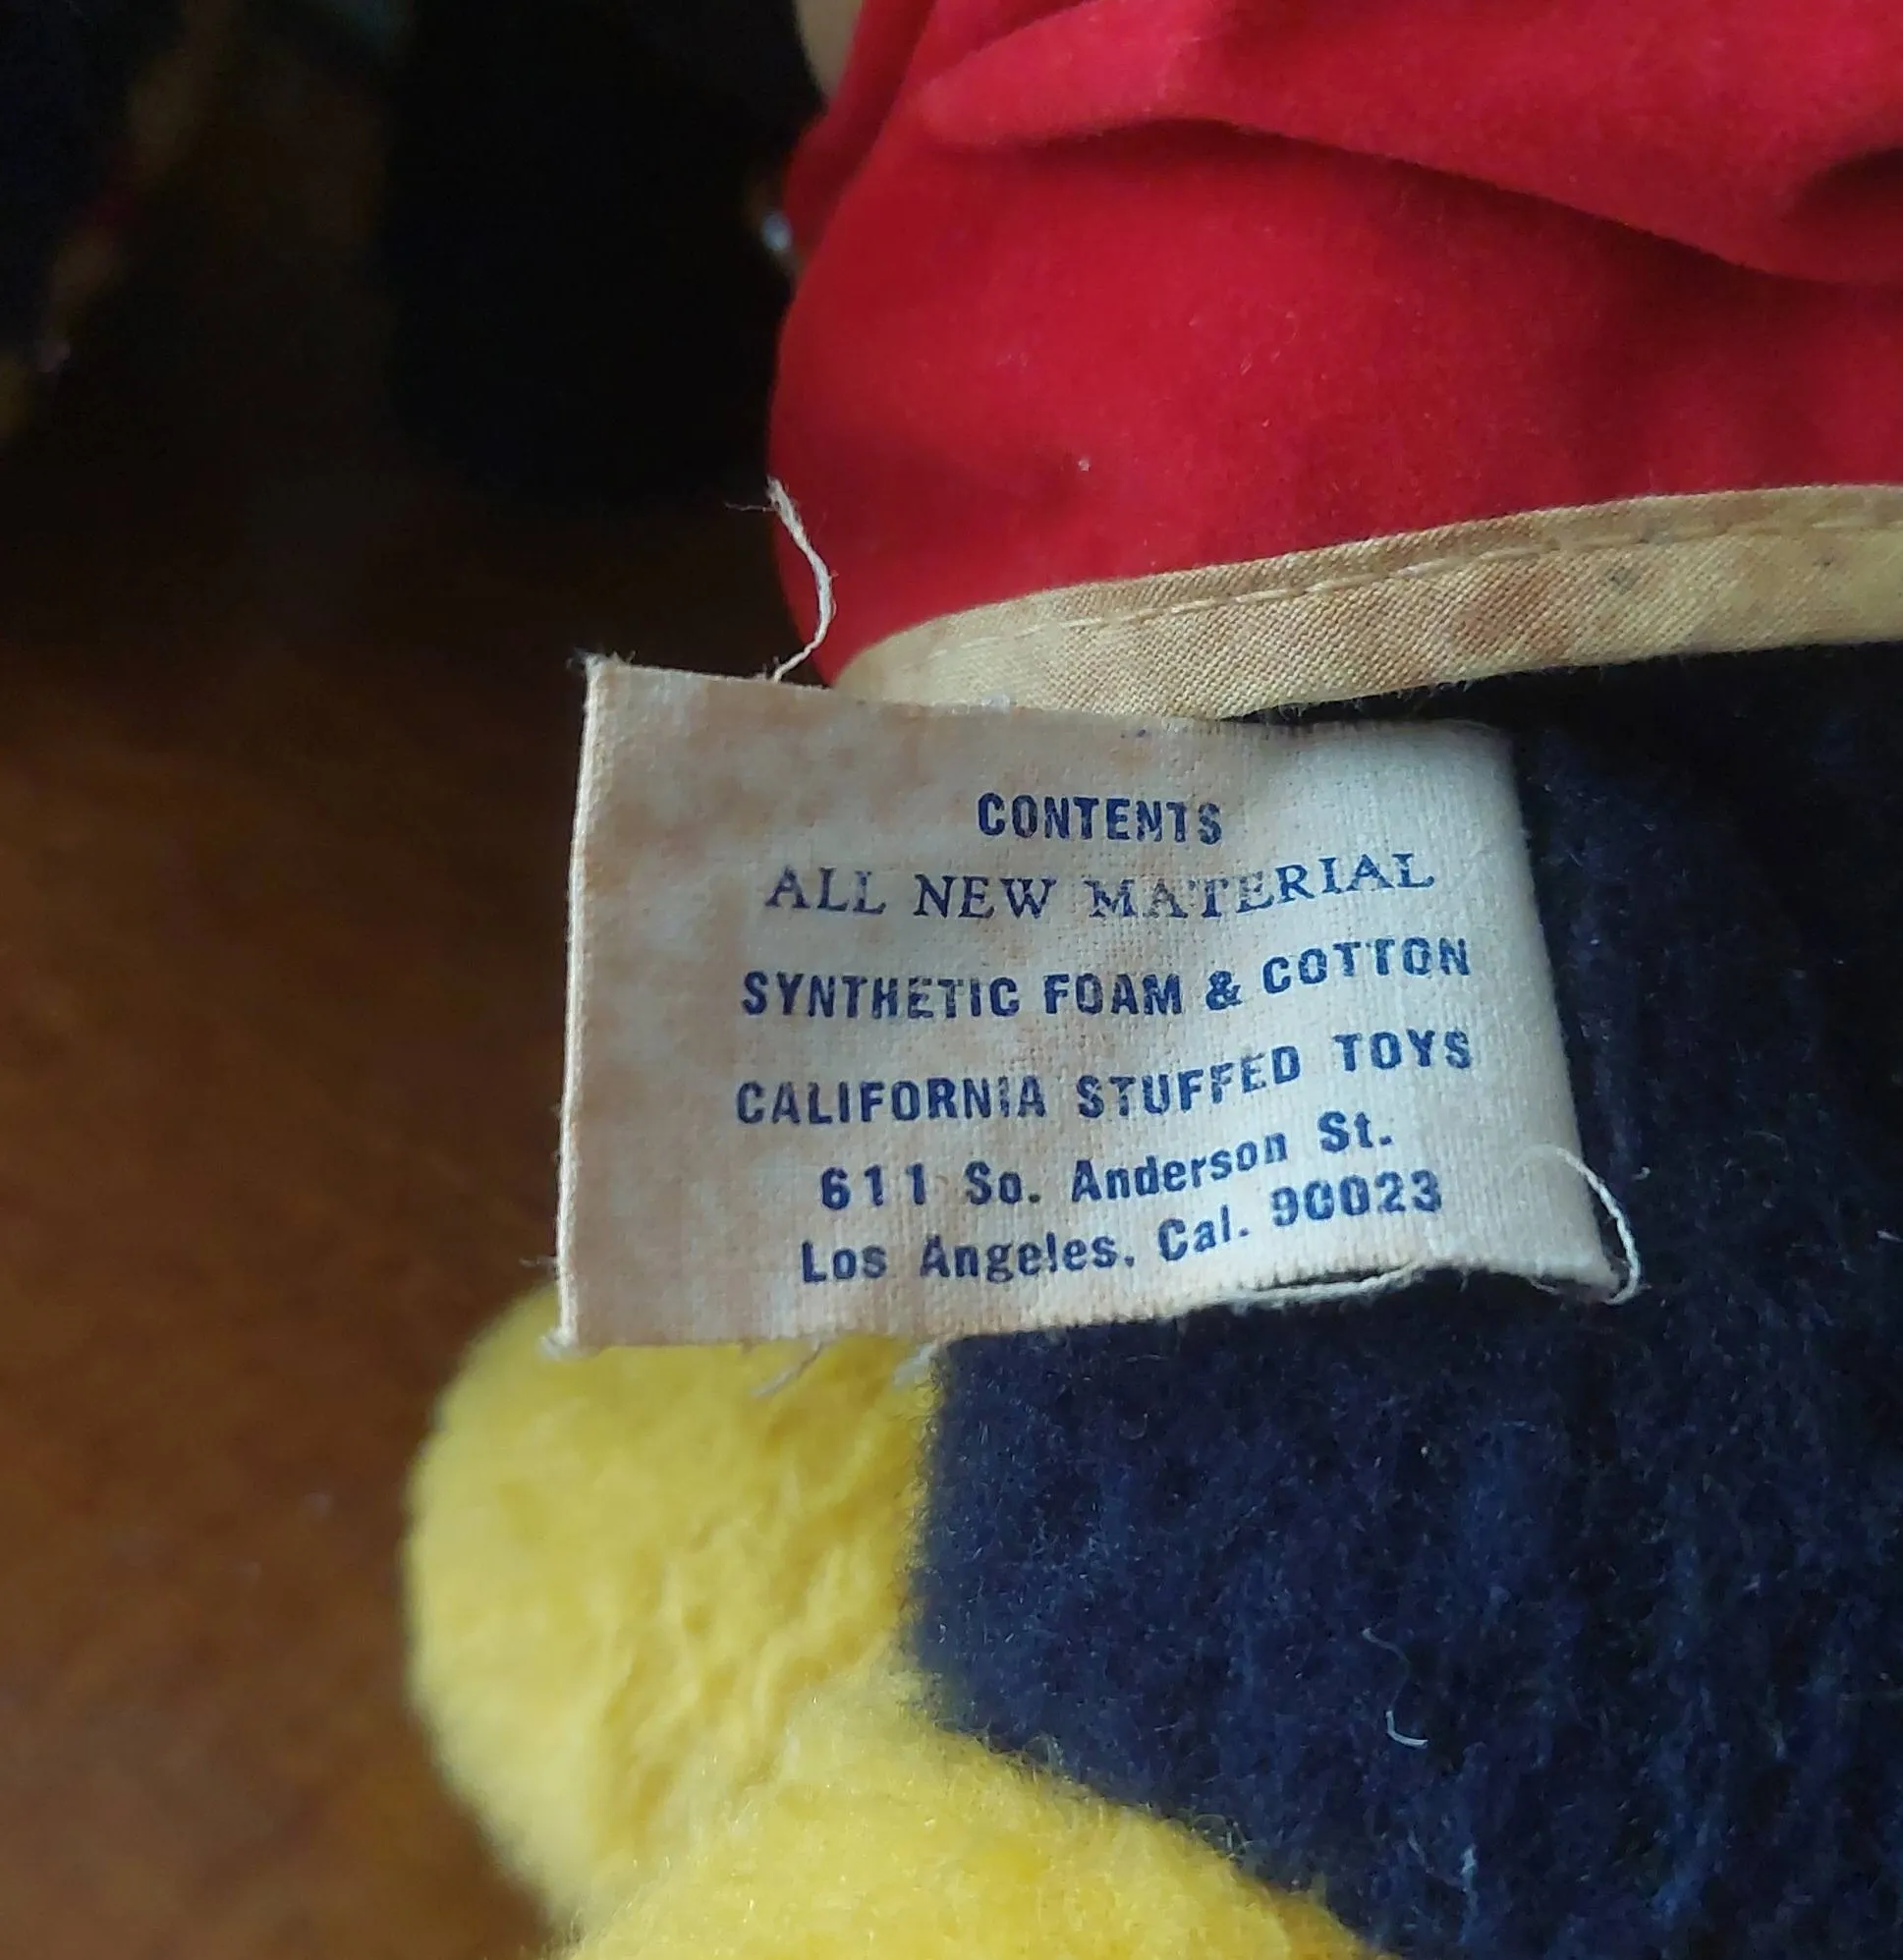 CONTENTS
ALL NEW MATERIAL
SYNTHETIC FOAM & COTTON
CALIFORNIA STUFFED TOYS
611 So. Anderson St.
Los Angeles, Cal. 90023